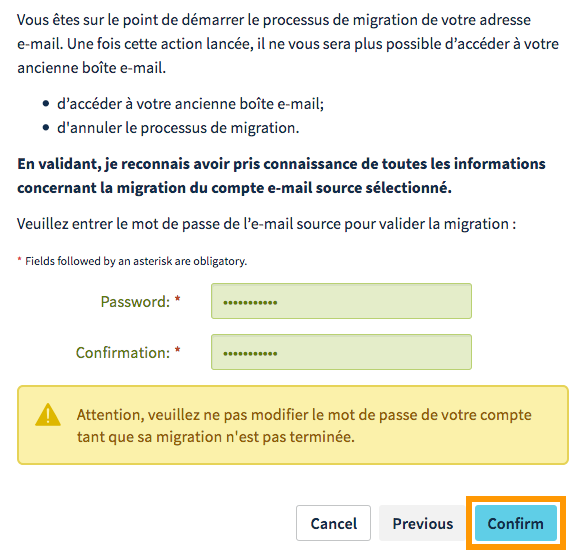 Vous êtes sur le point de démarrer le processus de migration de votre adresse
e-mail. Une fois cette action lancée, il ne vous sera plus possible d’accéder à votre
ancienne boîte e-mail.
• d’accéder à votre ancienne boîte e-mail;
• d'annuler le processus de migration.
En validant, je reconnais avoir pris connaissance de toutes les informations
concernant la migration du compte e-mail source sélectionné.
Veuillez entrer le mot de passe de l’e-mail source pour valider la migration :
* Fields followed by an asterisk are obligatory.
Password: * •••••••••••
Confirmation: * •••••••••••
Attention, veuillez ne pas modifier le mot de passe de votre compte
tant que sa migration n'est pas terminée.
Cancel Previous Confirm